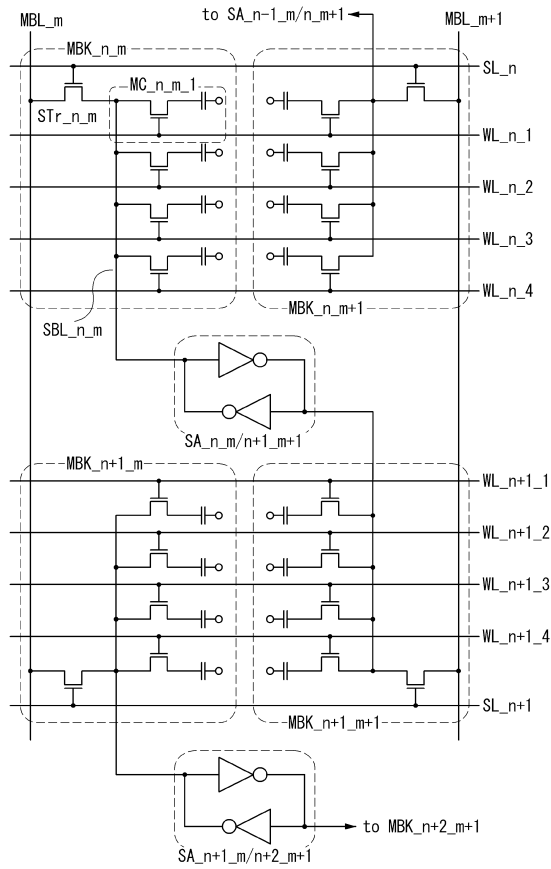 to SA_n-1_m/n_m+1
MBL_m
MBL_m+1
MBK_n_m
SL_n
MC_n_m_1
STr_n_m
WL_n_1
WL_n_2
WL_n_3
WL_n_4
MBK_n_m+1
SBL_n_m
SA_n_m/n+1_m+1
MBK_n+1_m
WL_n+1_1
WL_n+1_2
WL_n+1_3
WL_n+1_4
SL_n+1
MBK_n+1_m+1
to MBK_n+2_m+1
SA_n+1_m/n+2_m+1